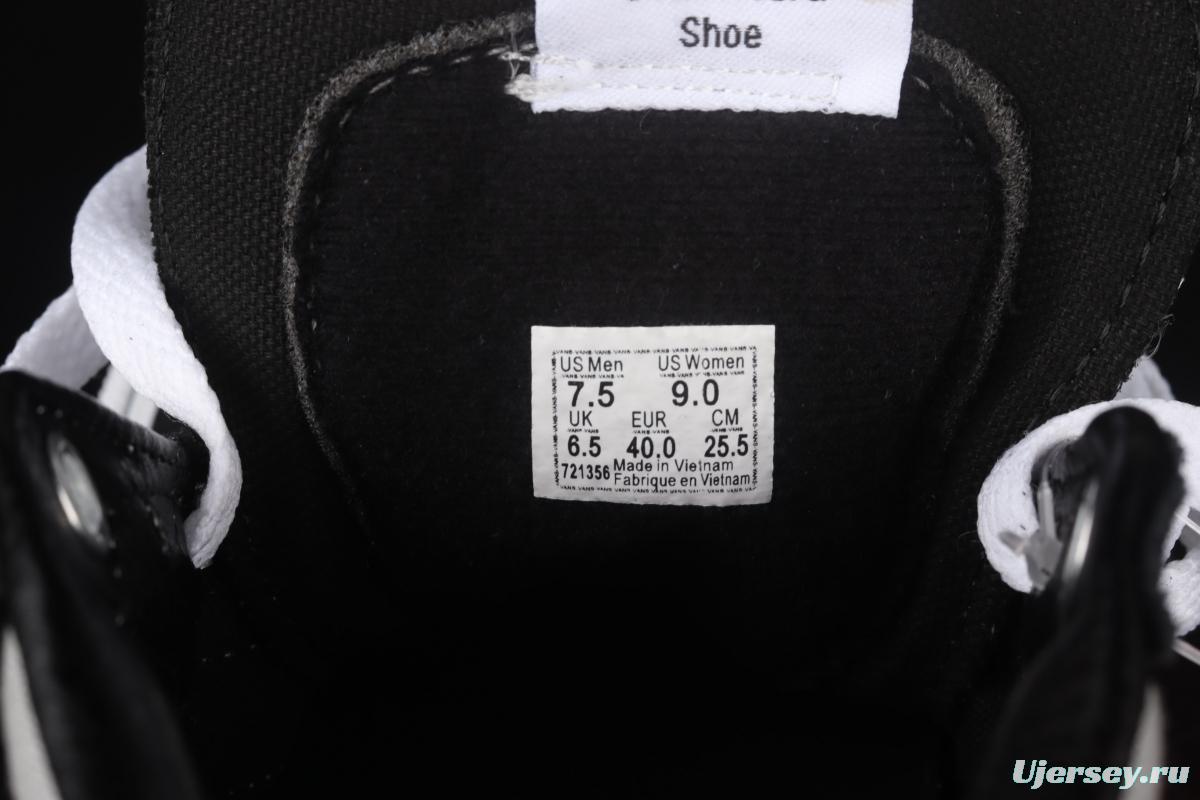 Shoe
US Men US Women
7.5 9.0
UK EUR CM
6.5 40.0 25.5
721356 Made in Vietnam
Fabrique en Vietnam
Ujersey.ru